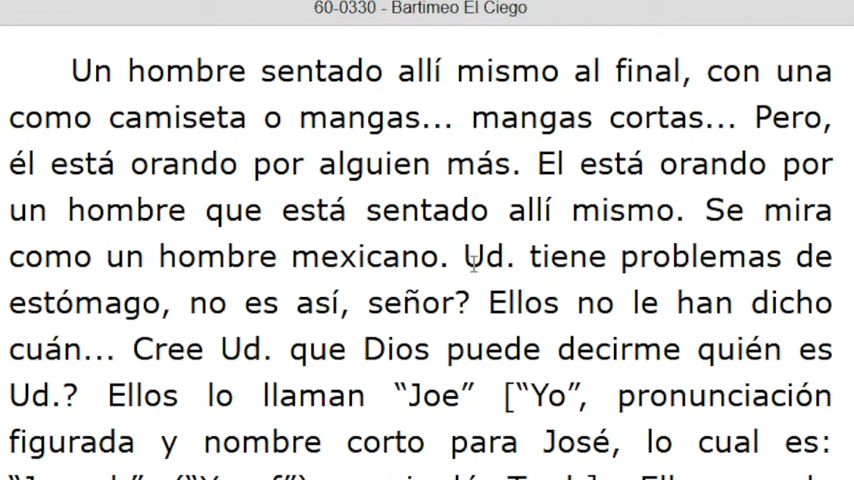 60-0330 - Bartimeo El Ciego
Un hombre sentado allí mismo al final, con una
como camiseta o mangas... mangas cortas... Pero,
él está orando por alguien más. El está orando por
un hombre que está sentado allí mismo. Se mira
como un hombre mexicano. Ud. tiene problemas de
estómago, no es así, señor? Ellos no le han dicho
cuán... Cree Ud. que Dios puede decirme quién es
Ud.? Ellos lo llaman “Joe” [“Yo”, pronunciación
figurada y nombre corto para José, lo cual es: